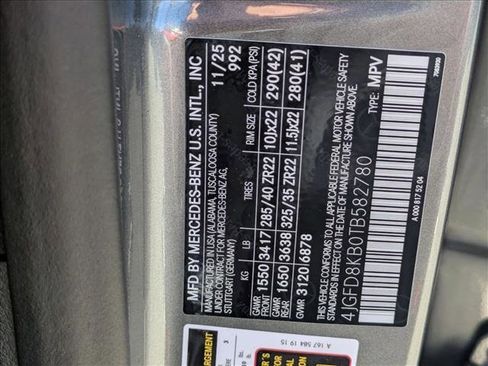 MFD BY MERCEDES-BENZ U.S. INTL., INC 11/25
MANUFACTURED IN USA (ALABAMA, TUSCALOOSA COUNTY) 992
UNDER CONTRACT FOR MERCEDES-BENZ AG,
STUTTGART (GERMANY)
KG LB TIRES RIM SIZE COLD KPA (PSI)
GAWR FRONT 1550 3417 285/40 ZR22 10Jx22 290(42)
GAWR REAR 1650 3638 325/35 ZR22 11.5Jx22 280(41)
GVWR 3120 6878
THIS VEHICLE CONFORMS TO ALL APPLICABLE FEDERAL MOTOR VEHICLE SAFETY
STANDARDS IN EFFECT ON THE DATE OF MANUFACTURE SHOWN ABOVE.
4JGFD8KB0TB582780 TYPE: MPV
A 000 817 52 04
A 167 584 19 15